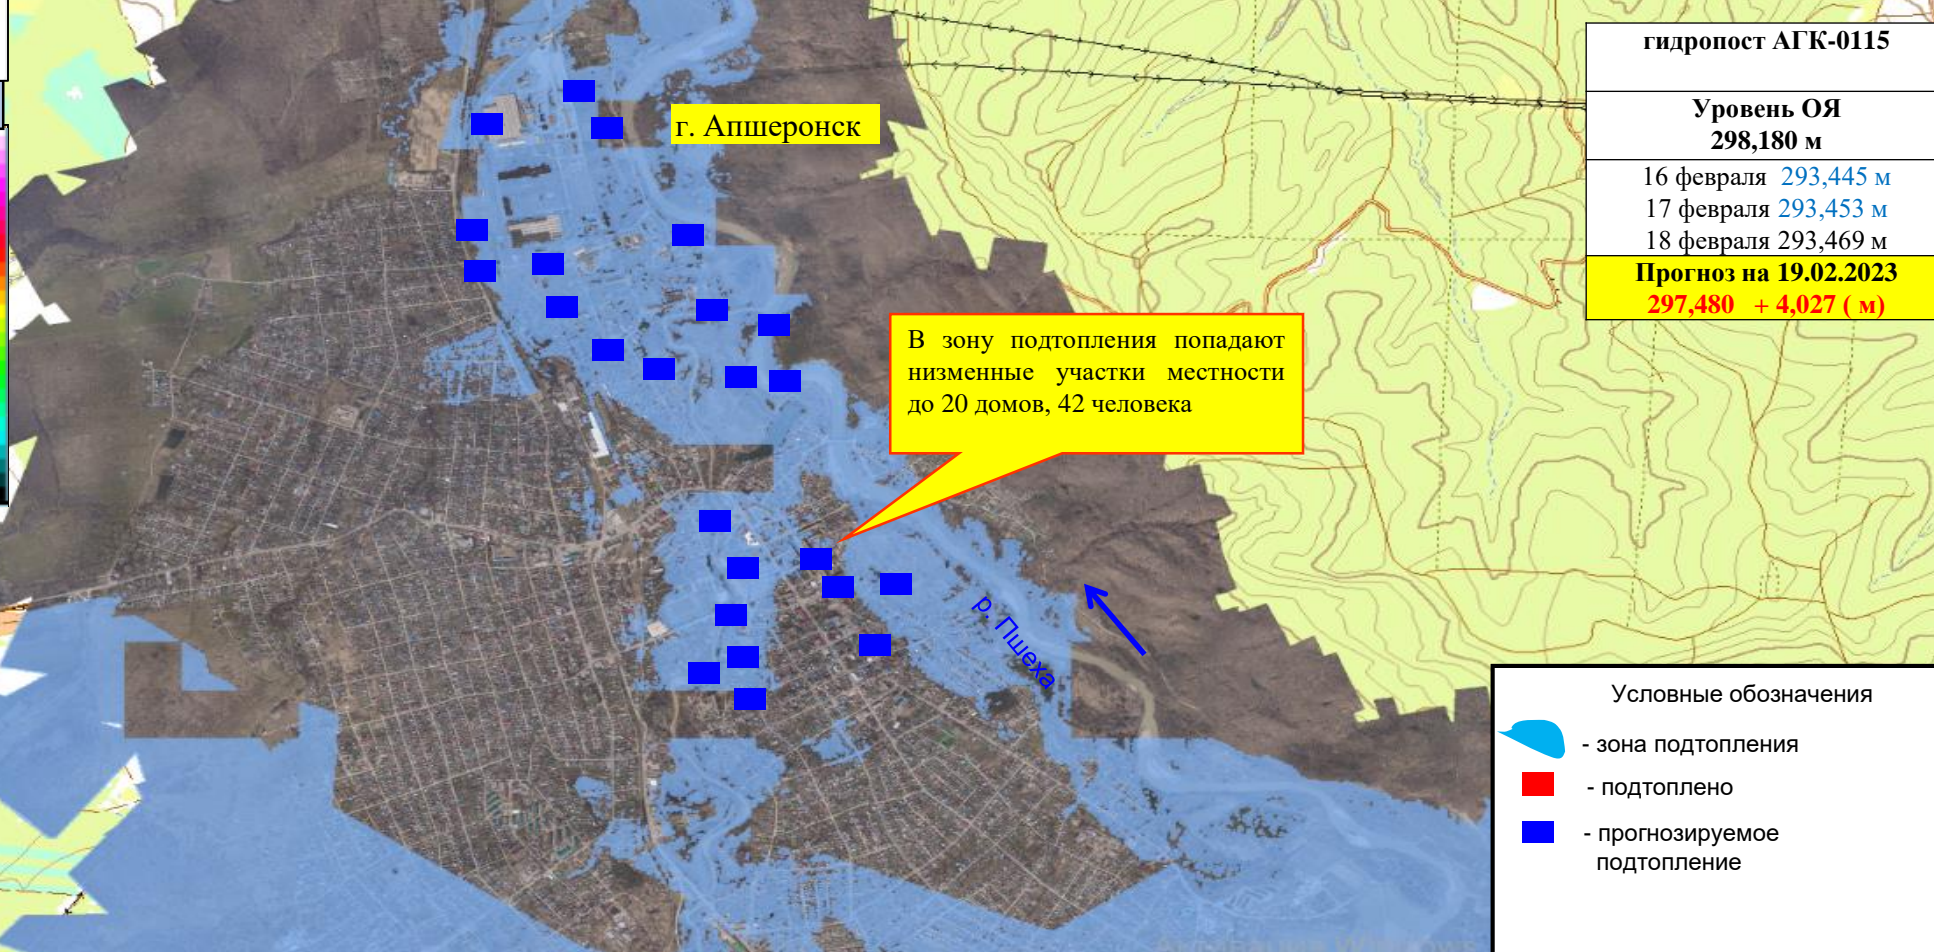 гидропост АГК-0115
Уровень ОЯ
298,180 м
16 февраля 293,445 м
17 февраля 293,453 м
18 февраля 293,469 м
Прогноз на 19.02.2023
297,480 + 4,027 ( м)
г. Апшеронск
В зону подтопления попадают
низменные участки местности
до 20 домов, 42 человека
р. Пшеха
Условные обозначения
- зона подтопления
- подтоплено
- прогнозируемое
подтопление